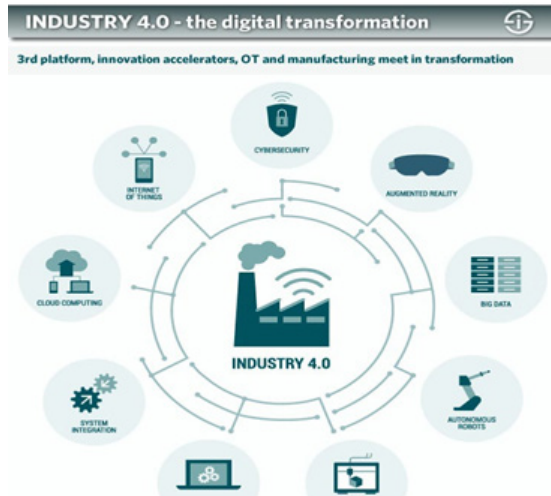 INDUSTRY 4.0 - the digital transformation
3rd platform, innovation accelerators, OT and manufacturing meet in transformation
CYBERSECURITY
INTERNET
OF THINGS
AUGMENTED REALITY
CLOUD COMPUTING
BIG DATA
INDUSTRY 4.0
SYSTEM
INTEGRATION
AUTONOMOUS
ROBOTS